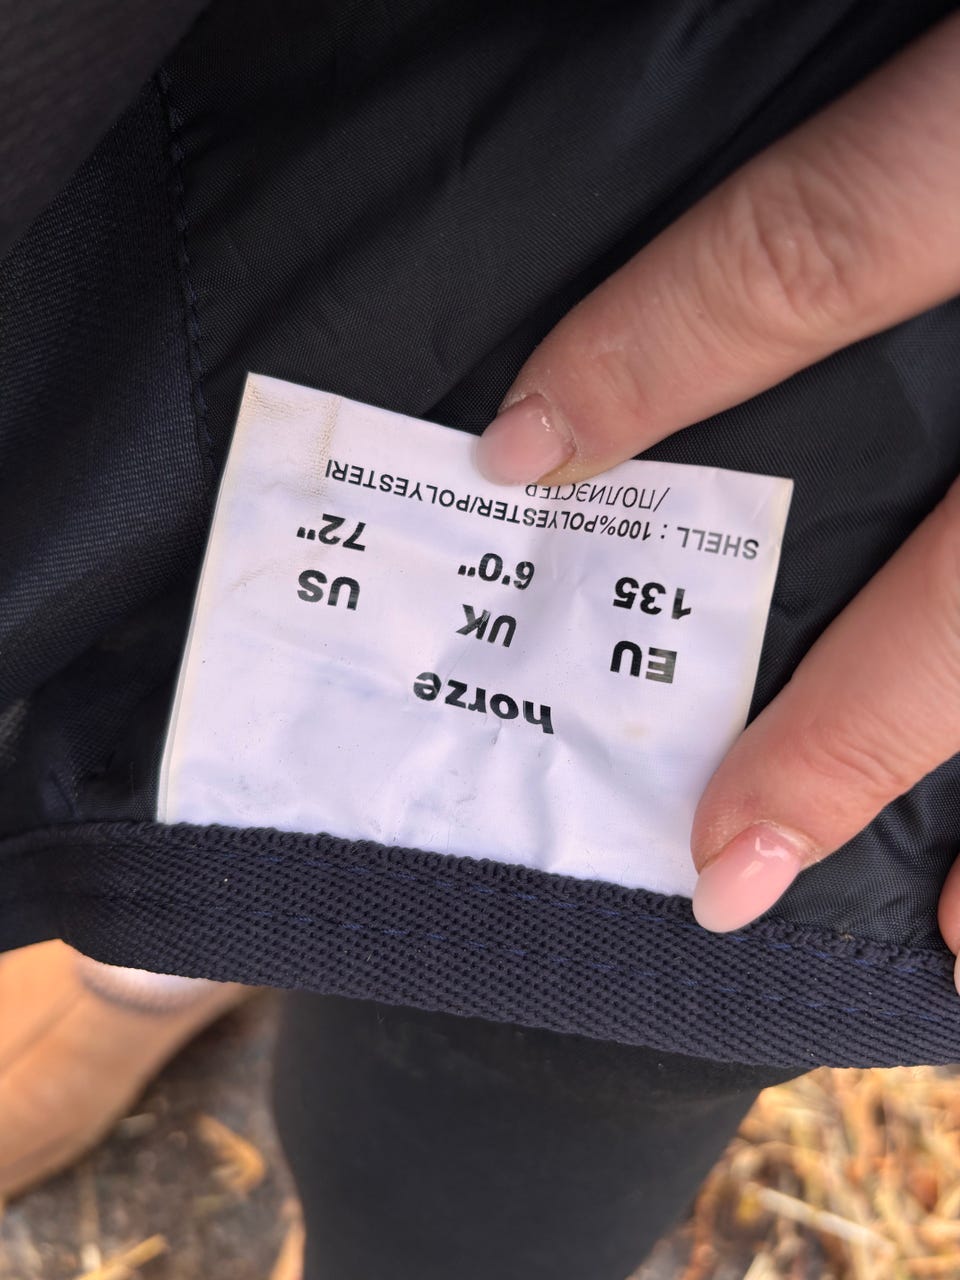 horze
EU UK US
135 6'0" 72"
SHELL : 100%POLYESTER/POLYESTERI
/ПОЛИЭСТЕР